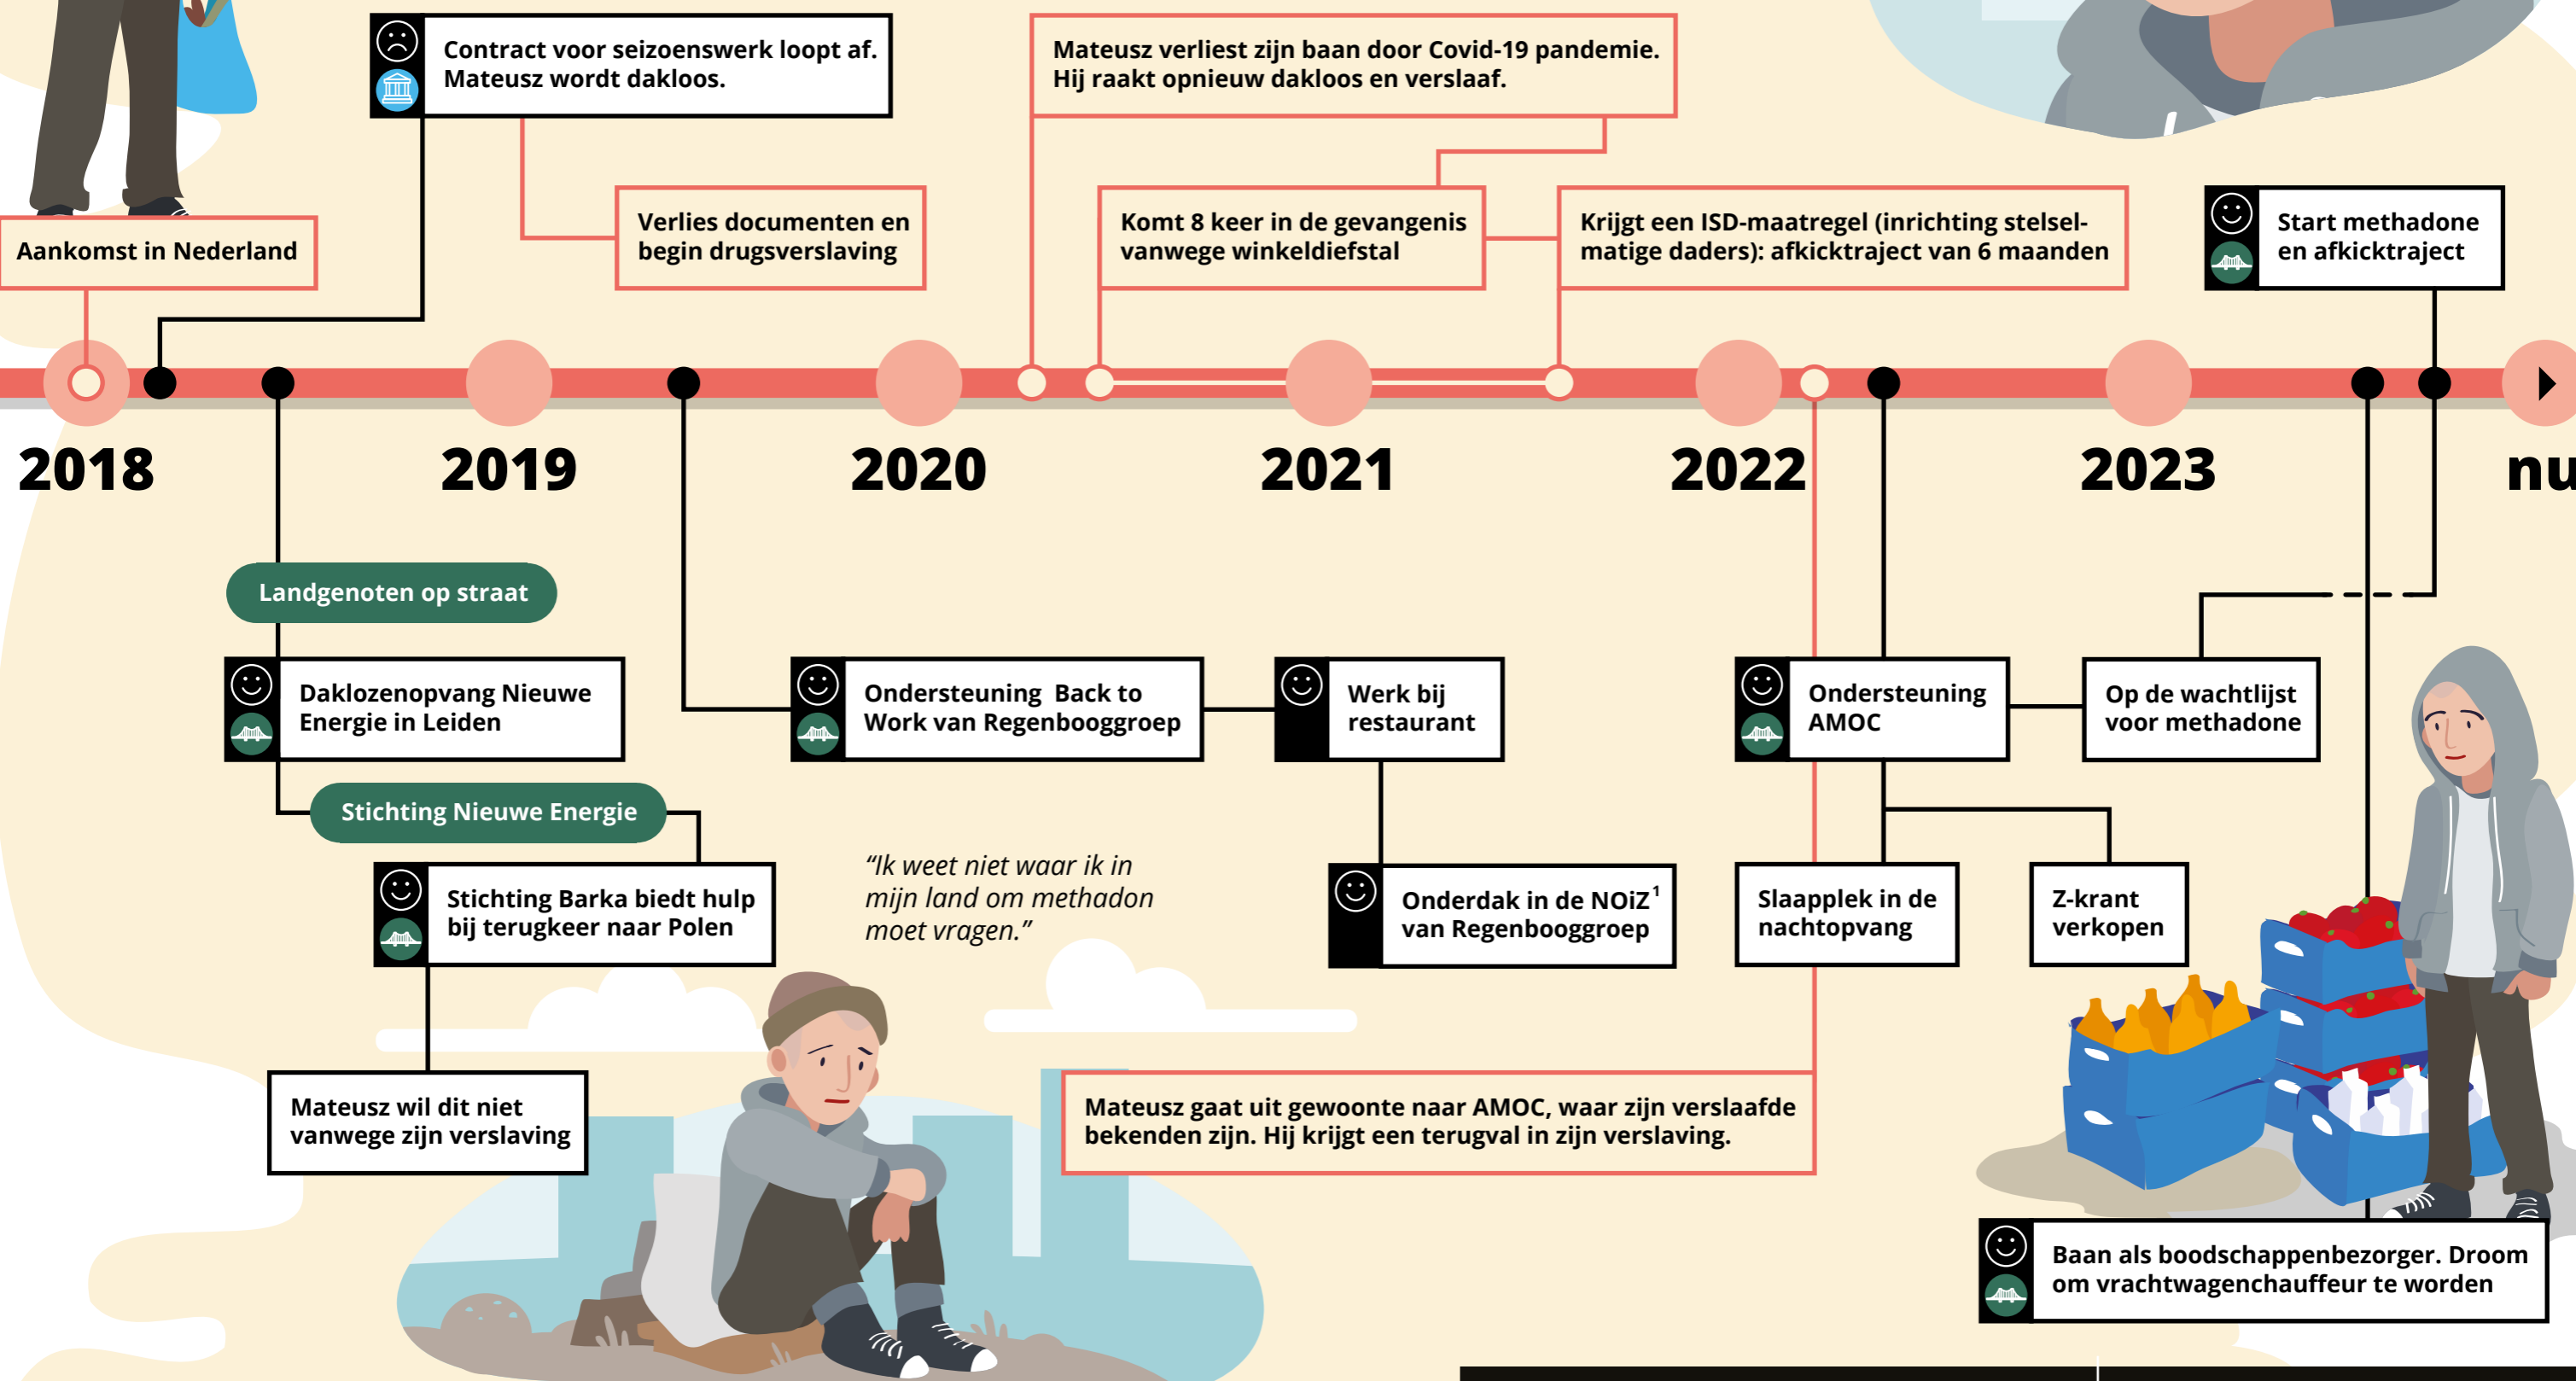 Contract voor seizoenswerk loopt af.
Mateusz wordt dakloos.
Mateusz verliest zijn baan door Covid-19 pandemie.
Hij raakt opnieuw dakloos en verslaaf.
Aankomst in Nederland
Verlies documenten en
begin drugsverslaving
Komt 8 keer in de gevangenis
vanwege winkeldiefstal
Krijgt een ISD-maatregel (inrichting stelsel-
matige daders): afkicktraject van 6 maanden
Start methadone
en afkicktraject
2018
2019
2020
2021
2022
2023
nu
Landgenoten op straat
Daklozenopvang Nieuwe
Energie in Leiden
Ondersteuning Back to
Work van Regenbooggroep
Werk bij
restaurant
Ondersteuning
AMOC
Op de wachtlijst
voor methadone
Stichting Nieuwe Energie
Stichting Barka biedt hulp
bij terugkeer naar Polen
“Ik weet niet waar ik in
mijn land om methadon
moet vragen.”
Onderdak in de NOiZ¹
van Regenbooggroep
Slaapplek in de
nachtopvang
Z-krant
verkopen
Mateusz wil dit niet
vanwege zijn verslaving
Mateusz gaat uit gewoonte naar AMOC, waar zijn verslaafde
bekenden zijn. Hij krijgt een terugval in zijn verslaving.
Baan als boodschappenbezorger. Droom
om vrachtwagenchauffeur te worden